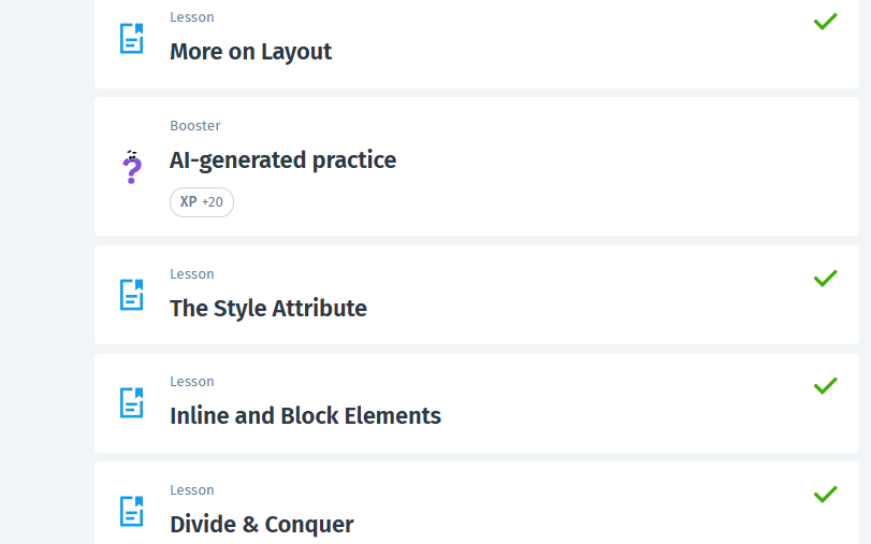 Lesson
More on Layout
Booster
AI-generated practice
XP +20
Lesson
The Style Attribute
Lesson
Inline and Block Elements
Lesson
Divide & Conquer